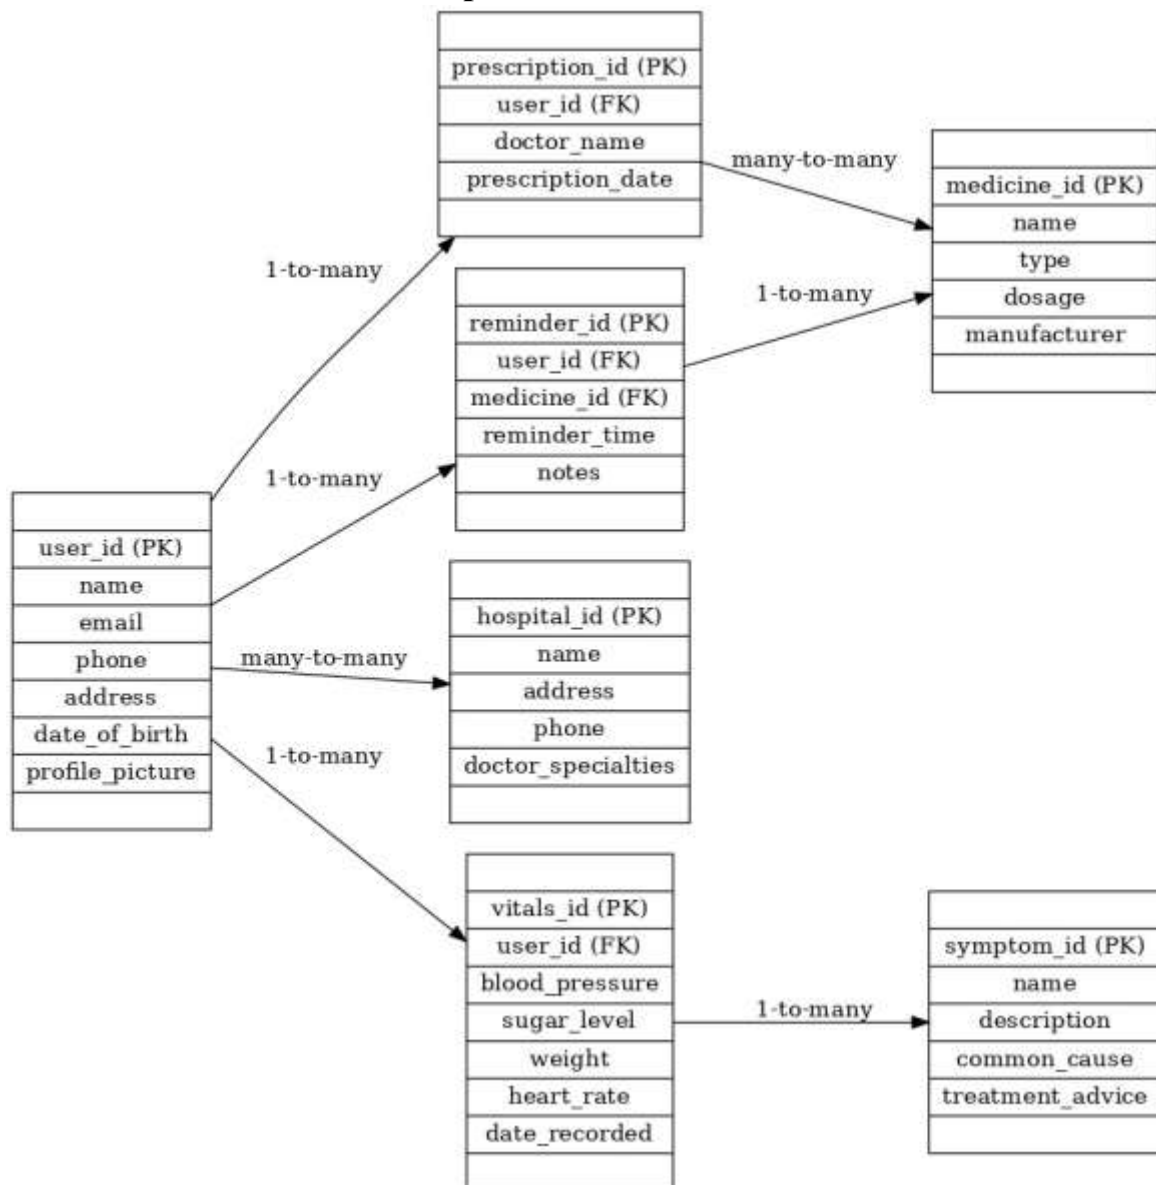 prescription_id (PK)
user_id (FK)
doctor_name
prescription_date
many-to-many
medicine_id (PK)
name
type
dosage
manufacturer
1-to-many
reminder_id (PK)
user_id (FK)
medicine_id (FK)
reminder_time
notes
1-to-many
1-to-many
user_id (PK)
name
email
phone
address
date_of_birth
profile_picture
many-to-many
hospital_id (PK)
name
address
phone
doctor_specialties
1-to-many
vitals_id (PK)
user_id (FK)
blood_pressure
sugar_level
weight
heart_rate
date_recorded
1-to-many
symptom_id (PK)
name
description
common_cause
treatment_advice